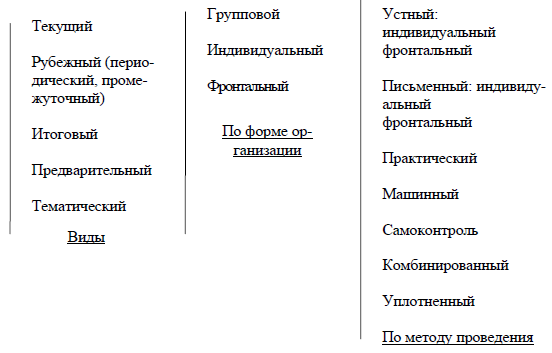 Текущий
Рубежный (перио-
дический, проме-
жуточный)
Итоговый
Предварительный
Тематический
Виды
Групповой
Индивидуальный
Фронтальный
По форме ор-
ганизации
Устный:
индивидуальный
фронтальный
Письменный: индивиду-
альный
фронтальный
Практический
Машинный
Самоконтроль
Комбинированный
Уплотненный
По методу проведения